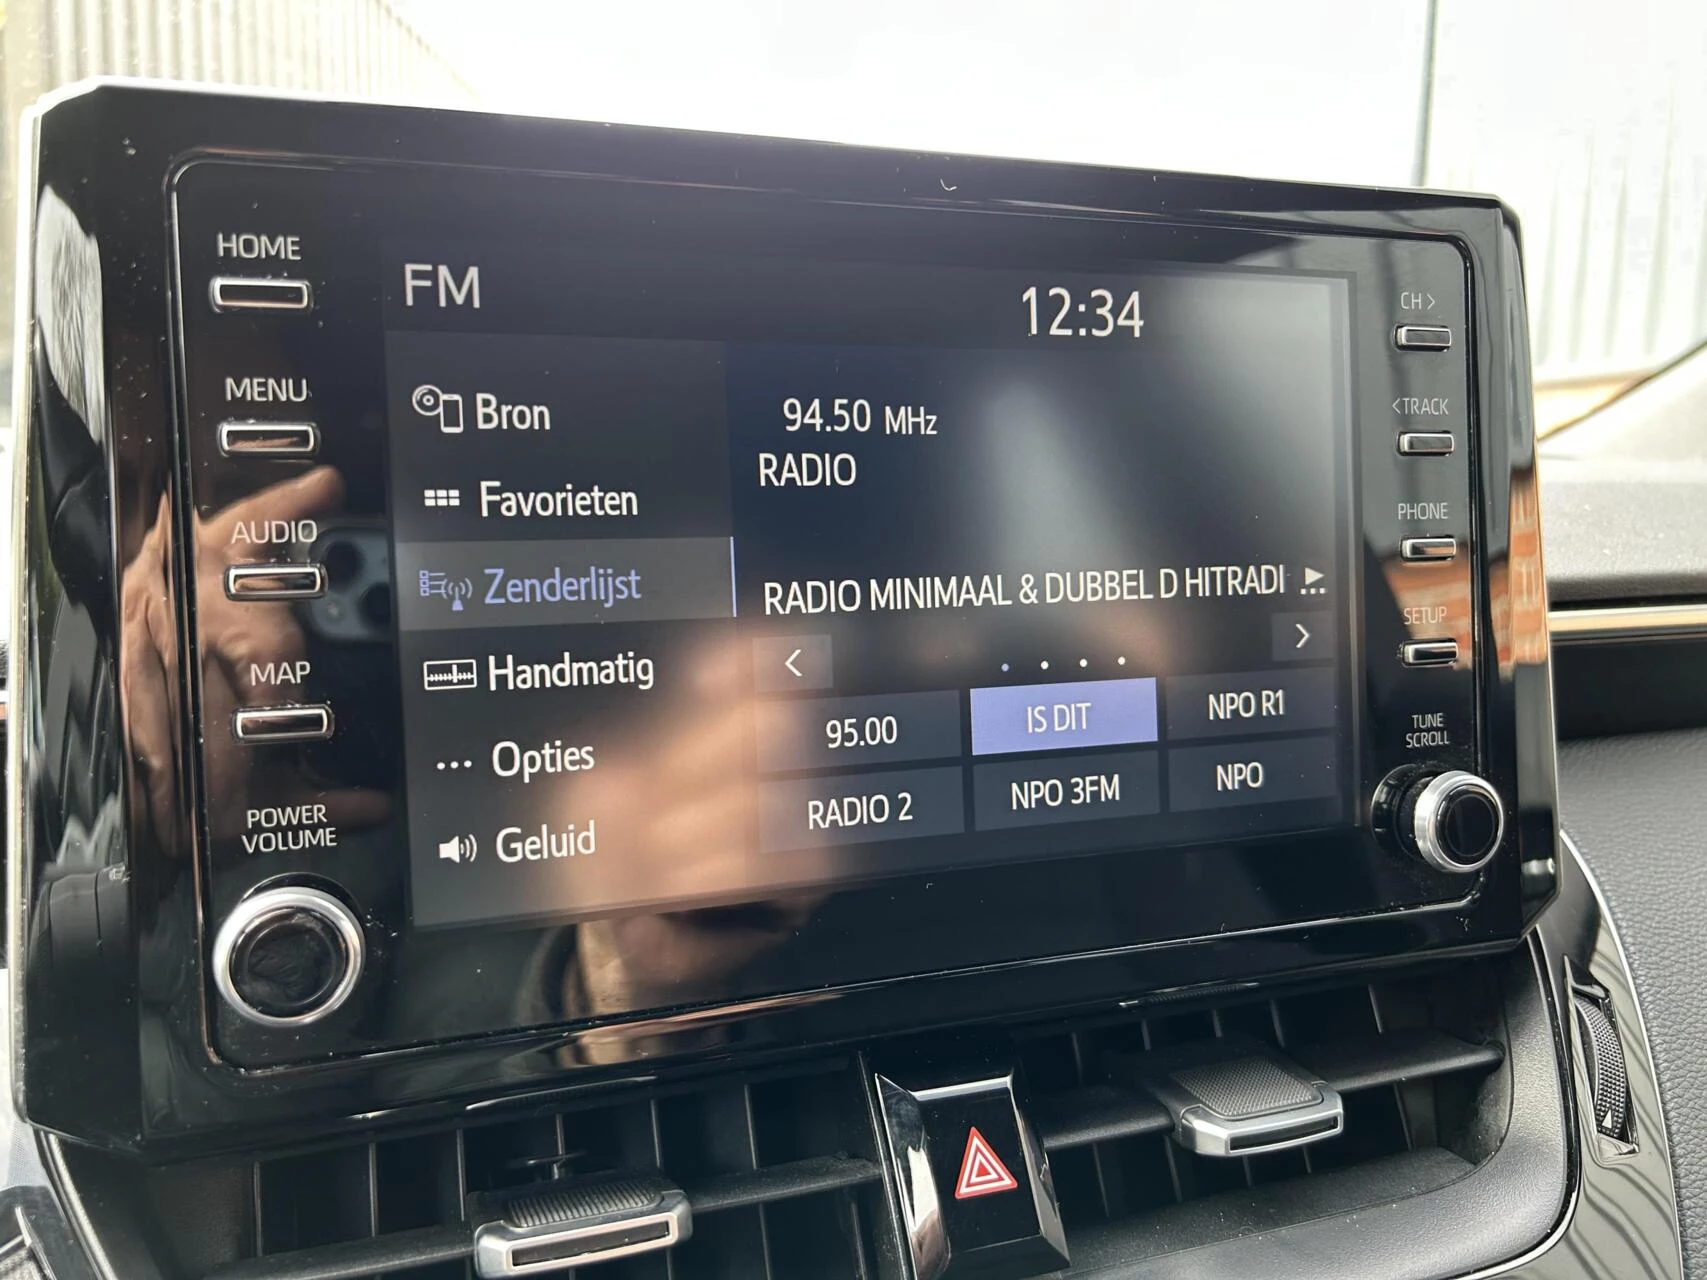 HOME
MENU
AUDIO
MAP
POWER
VOLUME
FM
12:34
Bron
Favorieten
Zenderlijst
Handmatig
... Opties
Geluid
94.50 MHz
RADIO
RADIO MINIMAAL & DUBBEL D HITRADI ...
< >
95.00
IS DIT
NPO R1
RADIO 2
NPO 3FM
NPO
CH >
< TRACK
PHONE
SETUP
TUNE
SCROLL